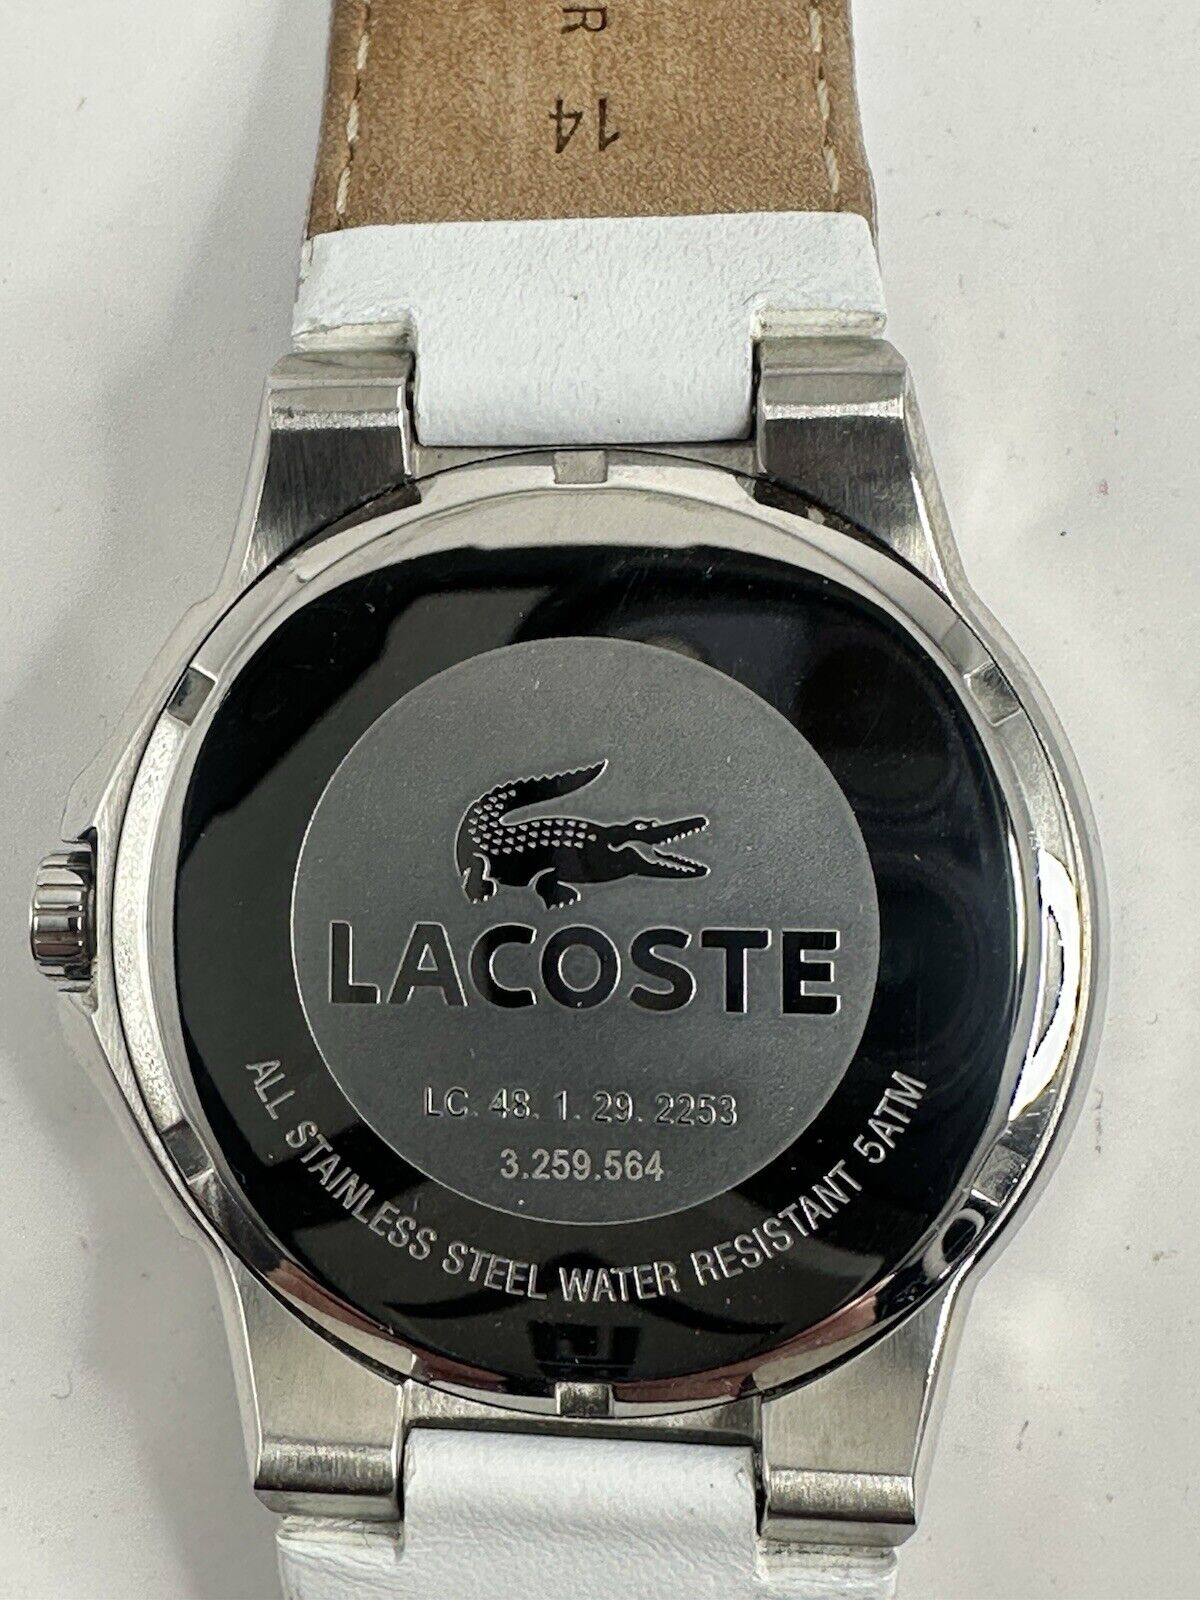 R
14
LACOSTE
LC. 48. 1. 29. 2253
3.259.564
ALL STAINLESS STEEL WATER RESISTANT 5ATM